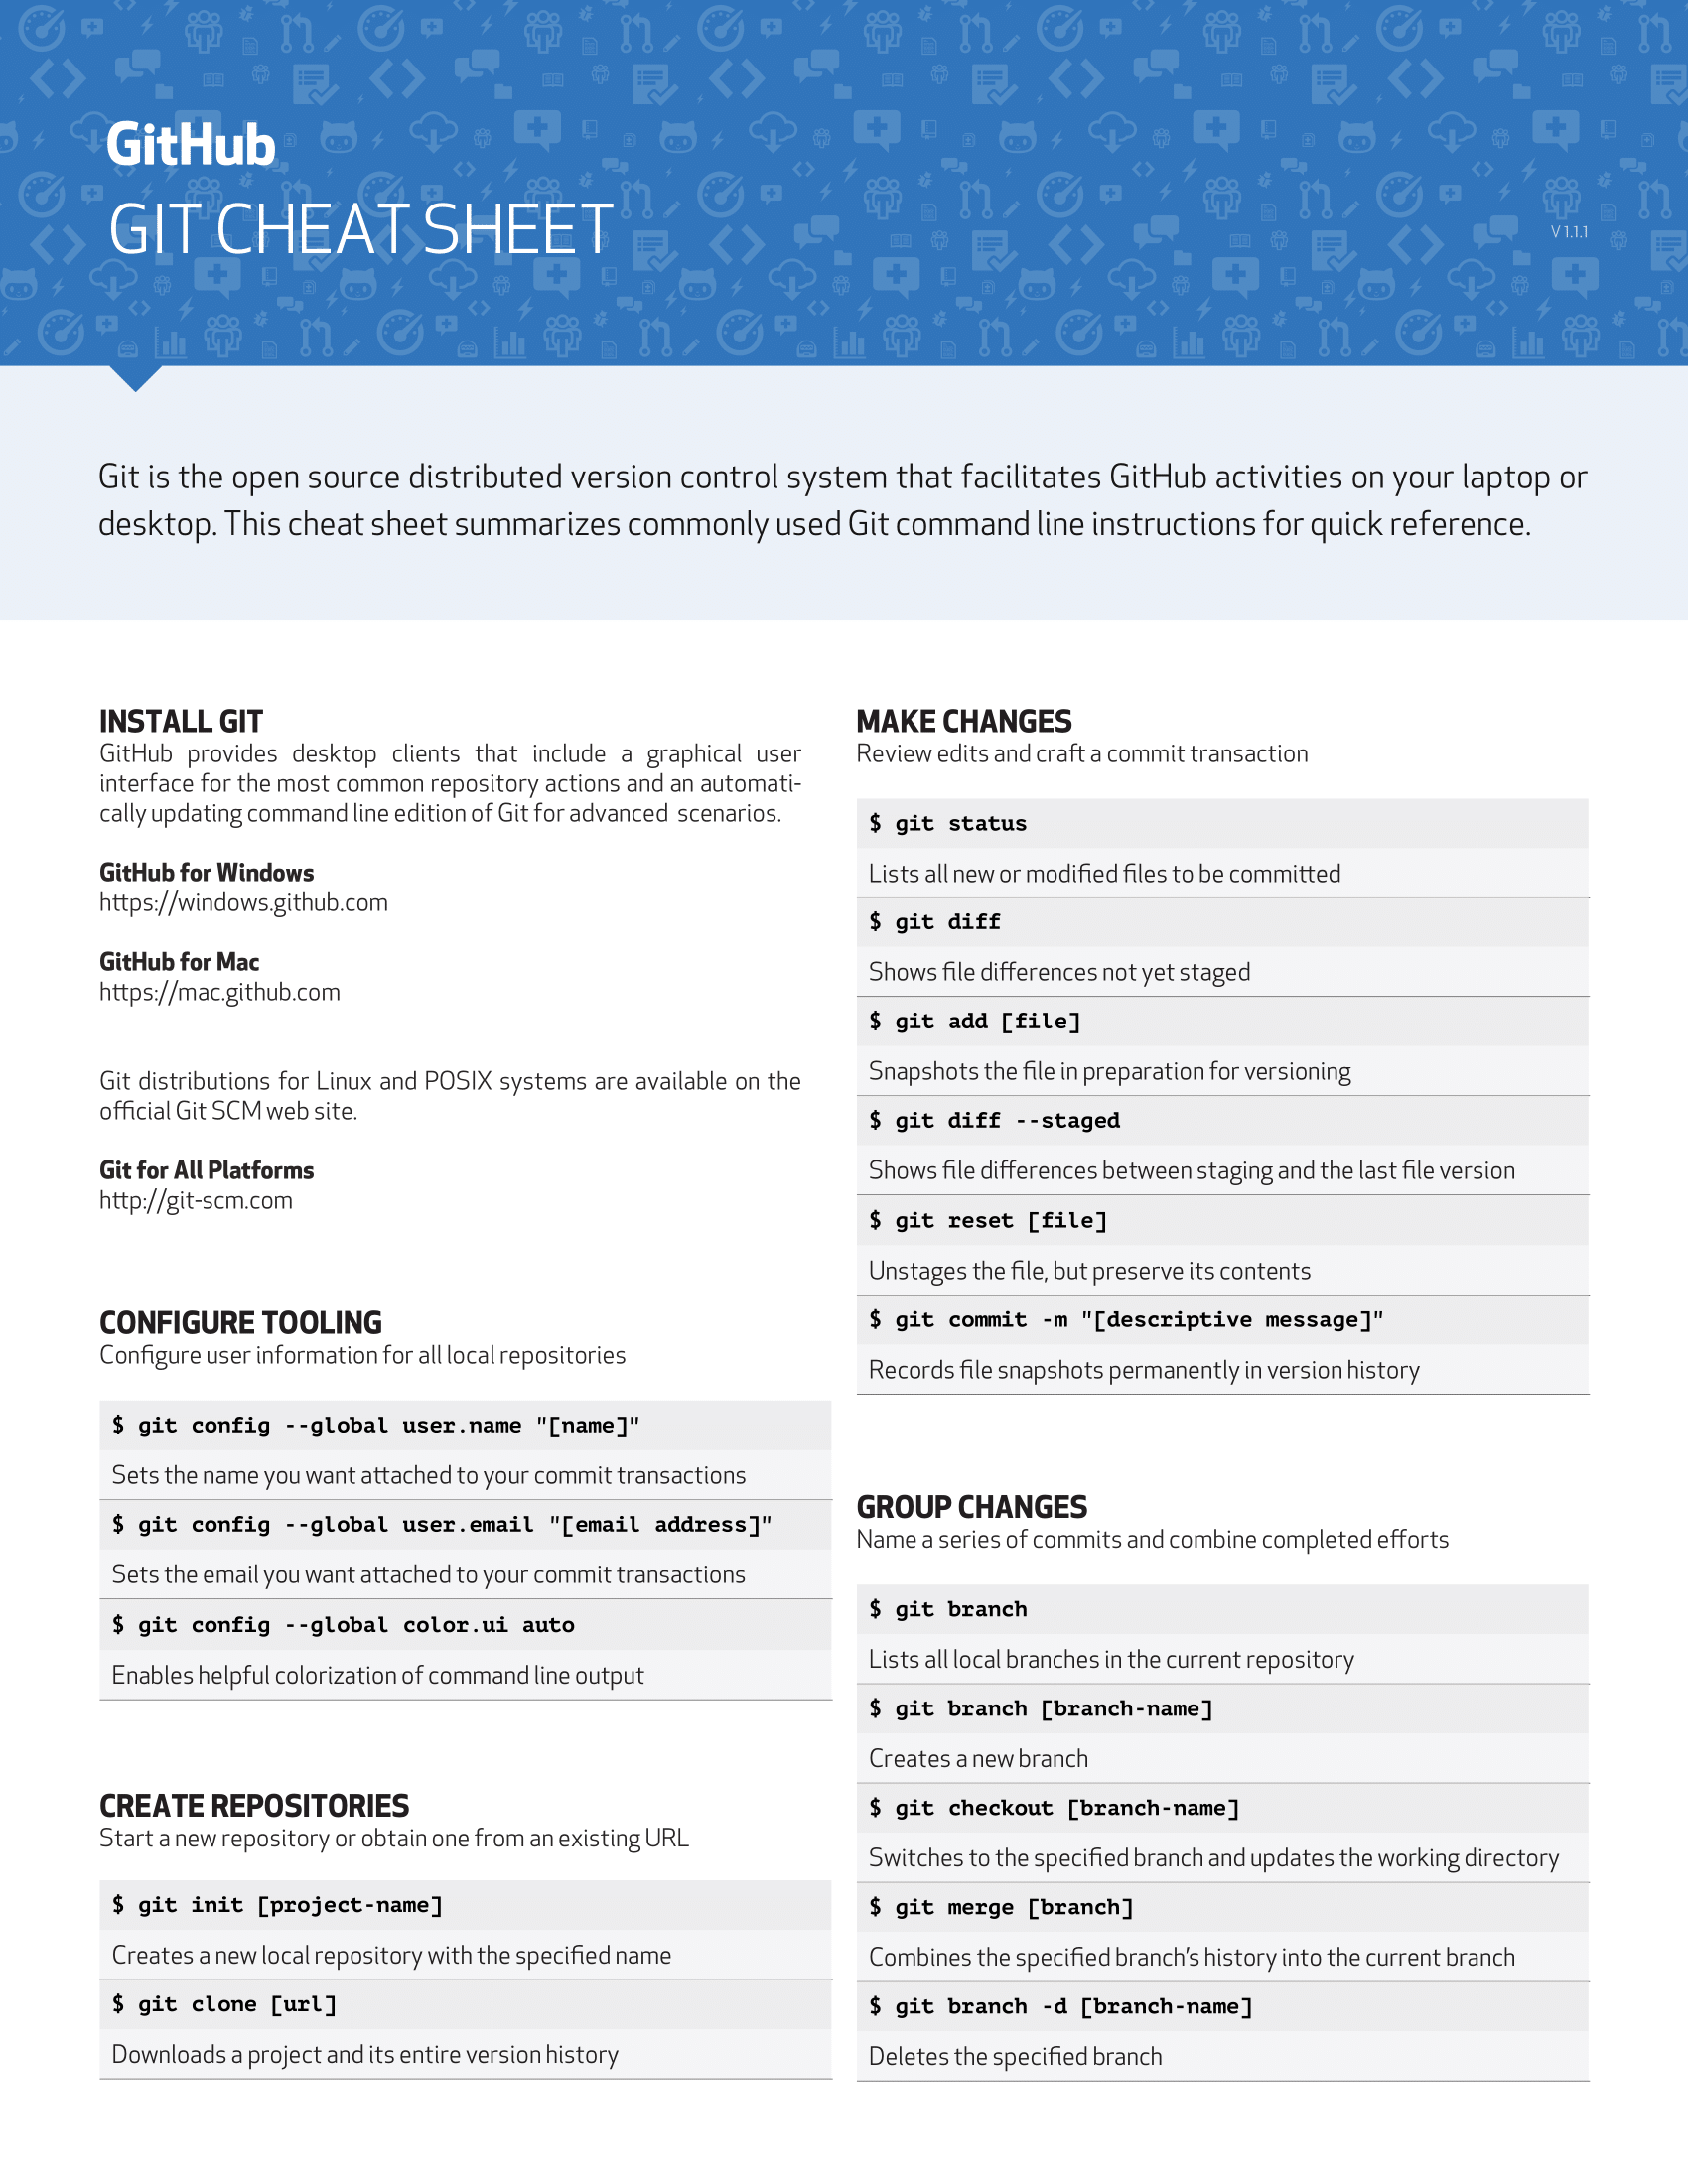 GitHub
GIT CHEAT SHEET
V 1.1.1
Git is the open source distributed version control system that facilitates GitHub activities on your laptop or
desktop. This cheat sheet summarizes commonly used Git command line instructions for quick reference.
INSTALL GIT
GitHub provides desktop clients that include a graphical user
interface for the most common repository actions and an automati-
cally updating command line edition of Git for advanced scenarios.
GitHub for Windows
https://windows.github.com
GitHub for Mac
https://mac.github.com
Git distributions for Linux and POSIX systems are available on the
official Git SCM web site.
Git for All Platforms
http://git-scm.com
CONFIGURE TOOLING
Configure user information for all local repositories
$ git config --global user.name "[name]"
Sets the name you want attached to your commit transactions
$ git config --global user.email "[email address]"
Sets the email you want attached to your commit transactions
$ git config --global color.ui auto
Enables helpful colorization of command line output
CREATE REPOSITORIES
Start a new repository or obtain one from an existing URL
$ git init [project-name]
Creates a new local repository with the specified name
$ git clone [url]
Downloads a project and its entire version history
MAKE CHANGES
Review edits and craft a commit transaction
$ git status
Lists all new or modified files to be committed
$ git diff
Shows file differences not yet staged
$ git add [file]
Snapshots the file in preparation for versioning
$ git diff --staged
Shows file differences between staging and the last file version
$ git reset [file]
Unstages the file, but preserve its contents
$ git commit -m "[descriptive message]"
Records file snapshots permanently in version history
GROUP CHANGES
Name a series of commits and combine completed efforts
$ git branch
Lists all local branches in the current repository
$ git branch [branch-name]
Creates a new branch
$ git checkout [branch-name]
Switches to the specified branch and updates the working directory
$ git merge [branch]
Combines the specified branch’s history into the current branch
$ git branch -d [branch-name]
Deletes the specified branch